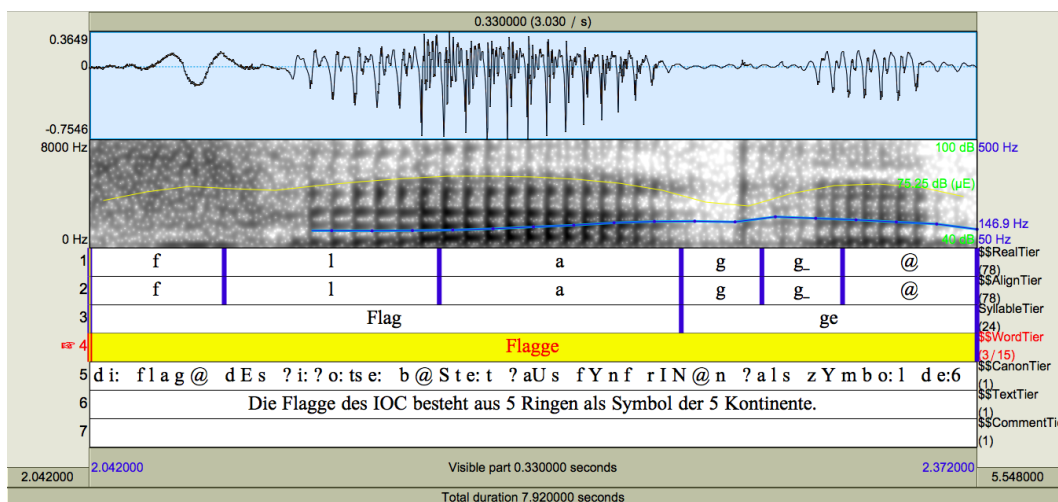 0.330000 (3.030 / s)
0.3649
0
-0.7546
8000 Hz 100 dB 500 Hz
75.25 dB (µE)
146.9 Hz
0 Hz 40 dB 50 Hz
1 f l a g g_ @ $$RealTier (78)
2 f l a g g_ @ $$AlignTier (78)
3 Flag ge SyllableTier (24)
☞ 4 Flagge $$WordTier (3 / 15)
5 d i: f l a g @ d E s ? i: ? o: ts e: b @ S t e: t ? a U s f Y n f r I N @ n ? a l s z Y m b o: l d e:6 $$CanonTier (1)
6 Die Flagge des IOC besteht aus 5 Ringen als Symbol der 5 Kontinente. $$TextTier (1)
7 $$CommentTie (1)
2.042000 Visible part 0.330000 seconds 2.372000
2.042000 5.548000
Total duration 7.920000 seconds